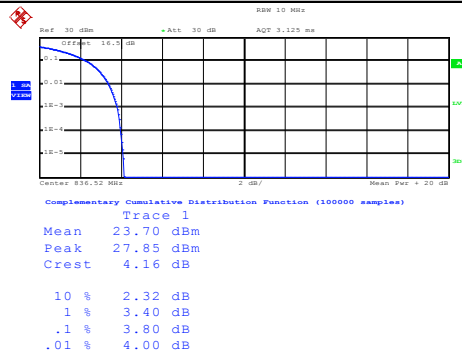 RBW 10 MHz
Ref 30 dBm Att 30 dB AQT 3.125 ms
Offset 16.5 dB
0.1
A
1 SA
VIEW
0.01
1E-3
LV
1E-4
1E-5
3D
Center 836.52 MHz 2 dB/ Mean Pwr + 20 dB
Complementary Cumulative Distribution Function (100000 samples)
Trace 1
Mean 23.70 dBm
Peak 27.85 dBm
Crest 4.16 dB
10 % 2.32 dB
1 % 3.40 dB
.1 % 3.80 dB
.01 % 4.00 dB